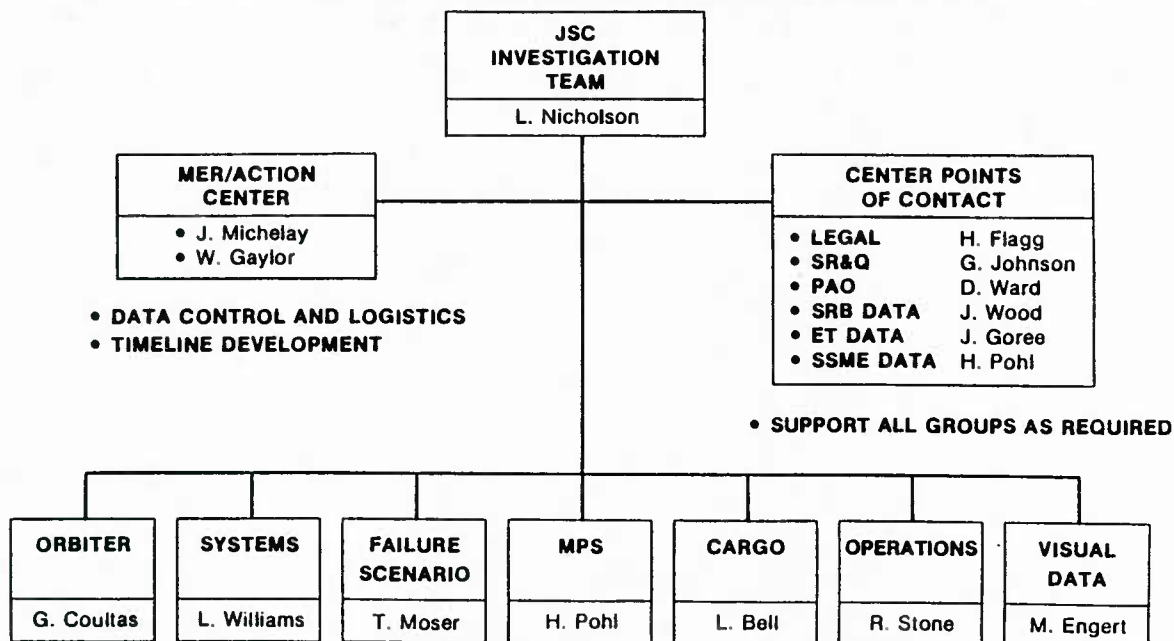 JSC
INVESTIGATION
TEAM
L. Nicholson
MER/ACTION
CENTER
• J. Michelay
• W. Gaylor
• DATA CONTROL AND LOGISTICS
• TIMELINE DEVELOPMENT
CENTER POINTS
OF CONTACT
• LEGAL H. Flagg
• SR&Q G. Johnson
• PAO D. Ward
• SRB DATA J. Wood
• ET DATA J. Goree
• SSME DATA H. Pohl
• SUPPORT ALL GROUPS AS REQUIRED
ORBITER
G. Coultas
SYSTEMS
L. Williams
FAILURE
SCENARIO
T. Moser
MPS
H. Pohl
CARGO
L. Bell
OPERATIONS
R. Stone
VISUAL
DATA
M. Engert